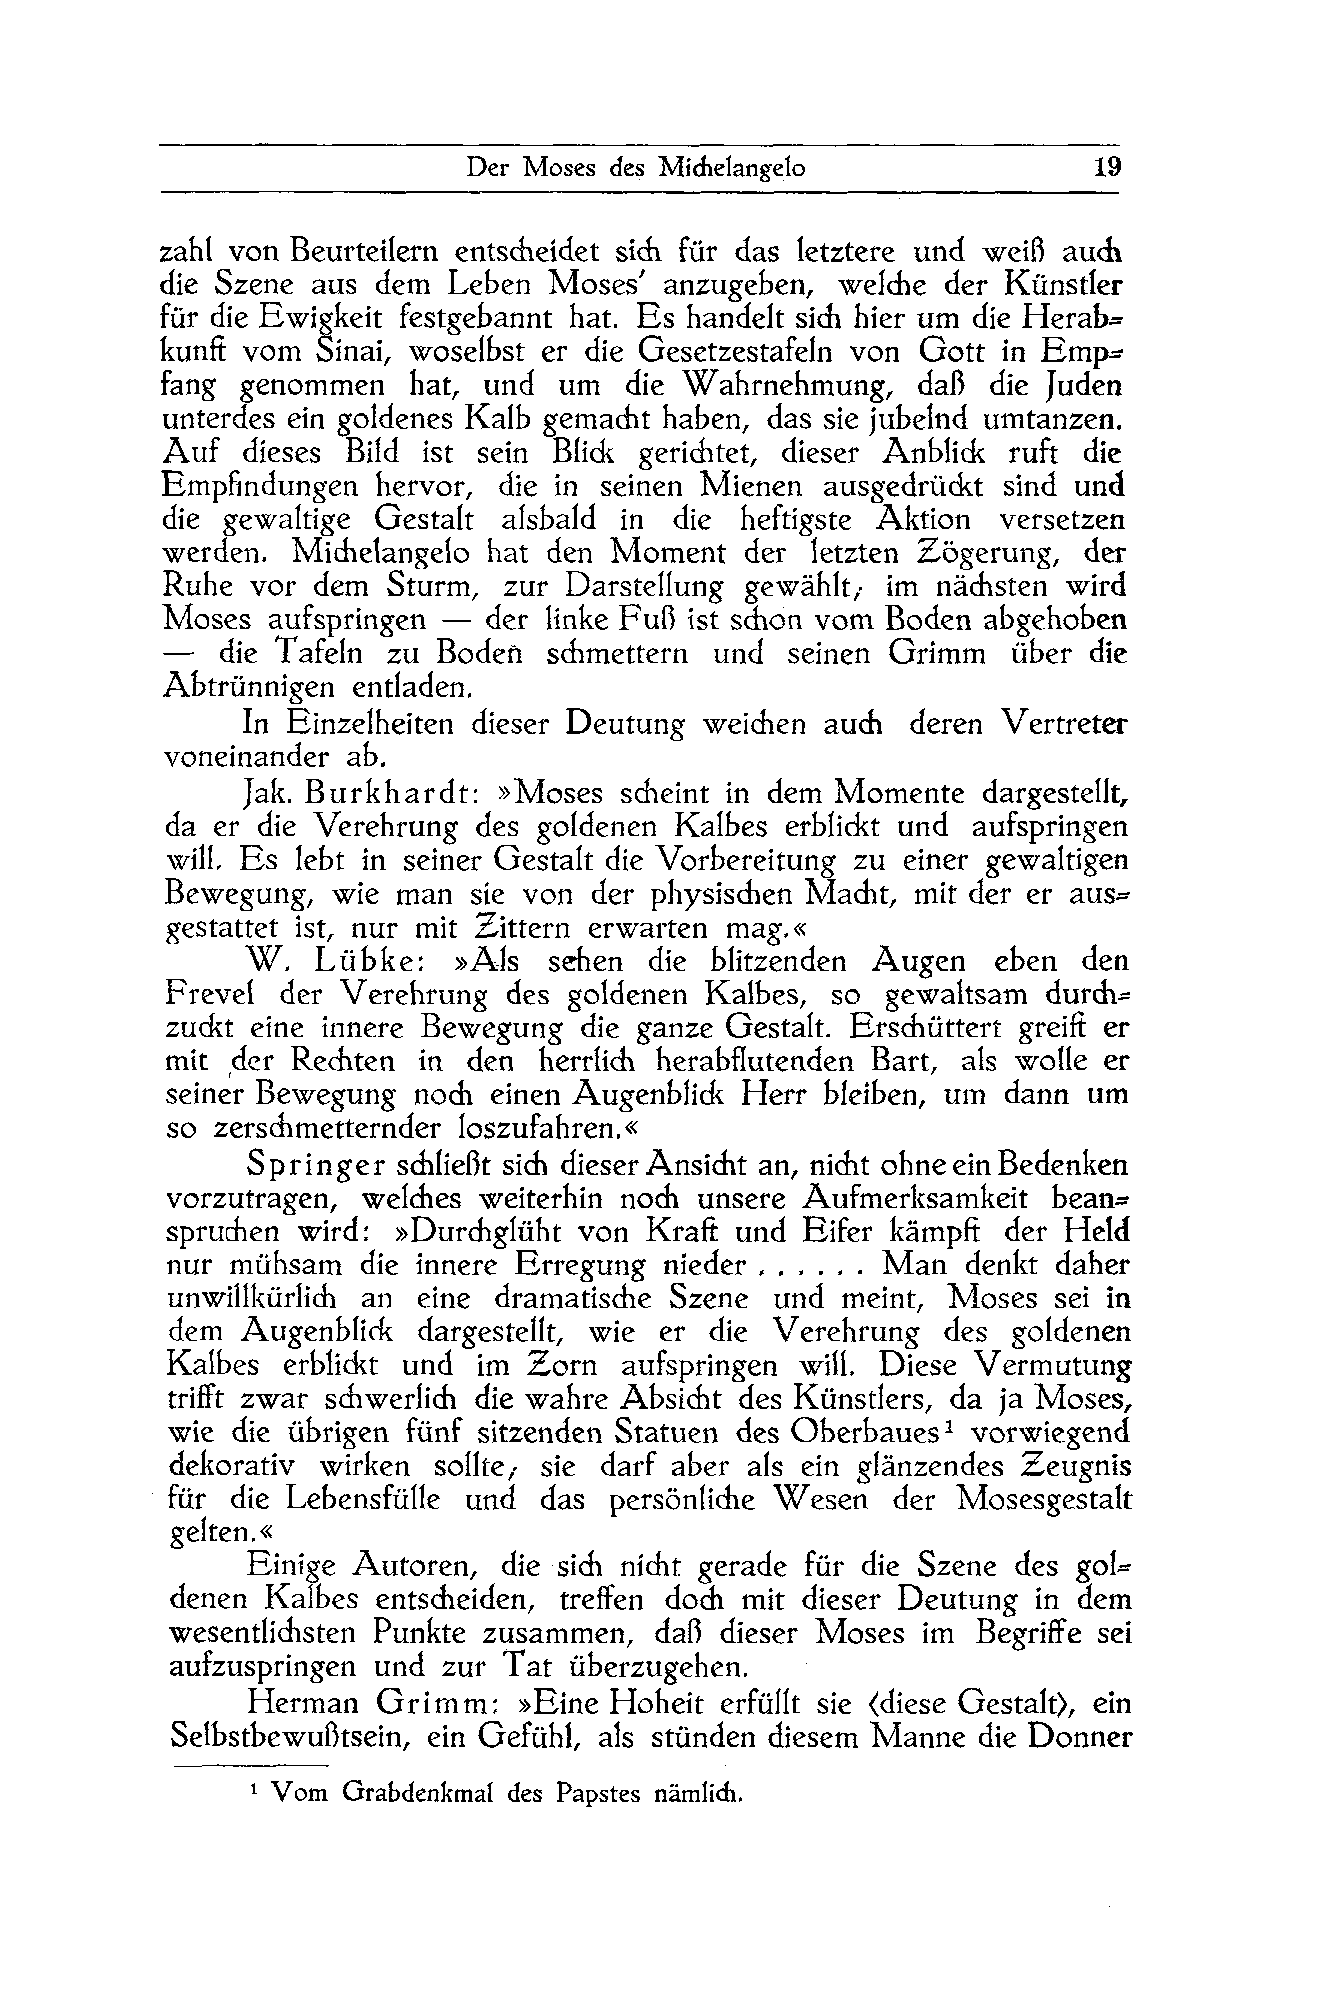 Der Moses des Michelangelo 19
zahl von Beurteilern entscheidet sich für das letztere und weiß auch
die Szene aus dem Leben Moses' anzugeben, welche der Künstler
für die Ewigkeit festgebannt hat. Es handelt sich hier um die Herab-
kunft vom Sinai, woselbst er die Gesetzestafeln von Gott in Emp-
fang genommen hat, und um die Wahrnehmung, daß die Juden
unterdes ein goldenes Kalb gemacht haben, das sie jubelnd umtanzen.
Auf dieses Bild ist sein Blick gerichtet, dieser Anblick ruft die
Empfindungen hervor, die in seinen Mienen ausgedrückt sind und
die gewaltige Gestalt alsbald in die heftigste Aktion versetzen
werden. Michelangelo hat den Moment der letzten Zögerung, der
Ruhe vor dem Sturm, zur Darstellung gewählt; im nächsten wird
Moses aufspringen — der linke Fuß ist schon vom Boden abgehoben
— die Tafeln zu Boden schmettern und seinen Grimm über die
Abtrünnigen entladen.
In Einzelheiten dieser Deutung weichen auch deren Vertreter
voneinander ab.
Jak. Burkhardt: »Moses scheint in dem Momente dargestellt,
da er die Verehrung des goldenen Kalbes erblickt und aufspringen
will. Es lebt in seiner Gestalt die Vorbereitung zu einer gewaltigen
Bewegung, wie man sie von der physischen Macht, mit der er aus-
gestattet ist, nur mit Zittern erwarten mag.«
W. Lübke: »Als sehen die blitzenden Augen eben den
Frevel der Verehrung des goldenen Kalbes, so gewaltsam durch-
zuckt eine innere Bewegung die ganze Gestalt. Erschüttert greift er
mit der Rechten in den herrlich herabflutenden Bart, als wolle er
seiner Bewegung noch einen Augenblick Herr bleiben, um dann um
so zerschmetternder loszufahren.«
Springer schließt sich dieser Ansicht an, nicht ohne ein Bedenken
vorzutragen, welches weiterhin noch unsere Aufmerksamkeit bean-
spruchen wird: »Durchglüht von Kraft und Eifer kämpft der Held
nur mühsam die innere Erregung nieder . . . . . . Man denkt daher
unwillkürlich an eine dramatische Szene und meint, Moses sei in
dem Augenblick dargestellt, wie er die Verehrung des goldenen
Kalbes erblickt und im Zorn aufspringen will. Diese Vermutung
trifft zwar schwerlich die wahre Absicht des Künstlers, da ja Moses,
wie die übrigen fünf sitzenden Statuen des Oberbaues¹ vorwiegend
dekorativ wirken sollte; sie darf aber als ein glänzendes Zeugnis
für die Lebensfülle und das persönliche Wesen der Mosesgestalt
gelten.«
Einige Autoren, die sich nicht gerade für die Szene des gol-
denen Kalbes entscheiden, treffen doch mit dieser Deutung in dem
wesentlichsten Punkte zusammen, daß dieser Moses im Begriffe sei
aufzuspringen und zur Tat überzugehen.
Herman Grimm: »Eine Hoheit erfüllt sie (diese Gestalt), ein
Selbstbewußtsein, ein Gefühl, als stünden diesem Manne die Donner
¹ Vom Grabdenkmal des Papstes nämlich.